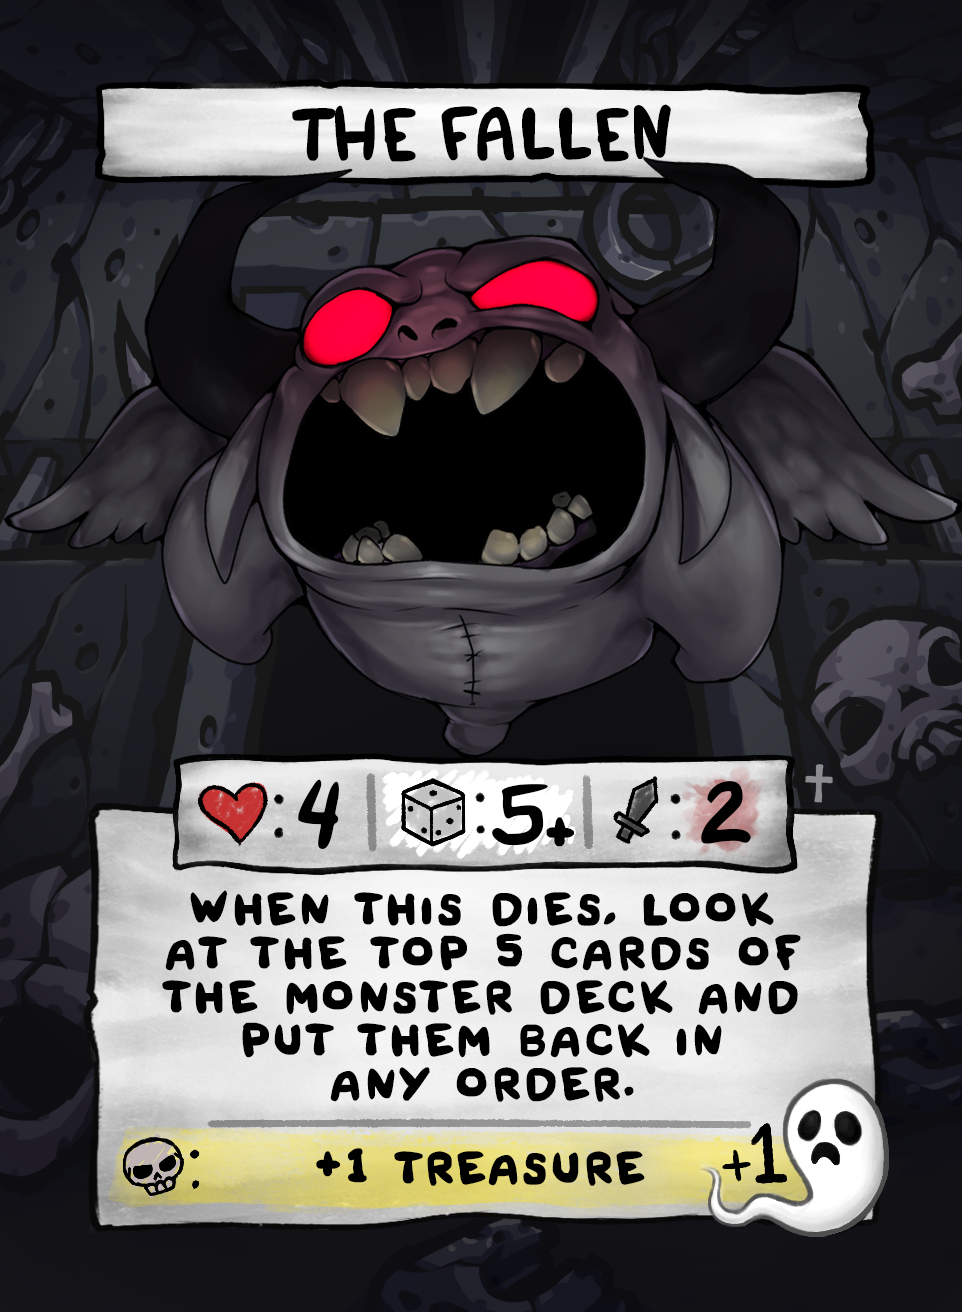 THE FALLEN
: 4 : 5+ : 2
WHEN THIS DIES, LOOK
AT THE TOP 5 CARDS OF
THE MONSTER DECK AND
PUT THEM BACK IN
ANY ORDER.
: +1 TREASURE +1